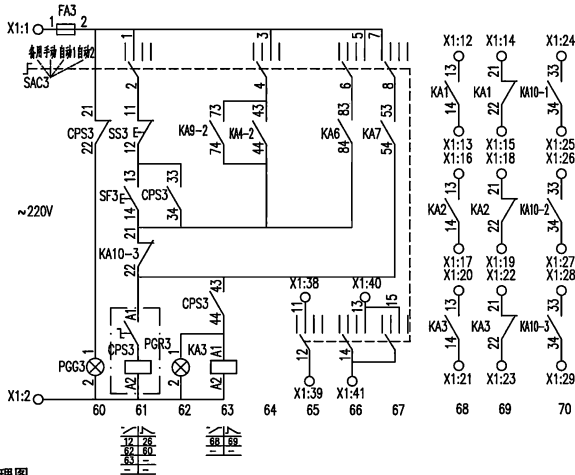 FA3
X1:1 1 2
备用 手动 自动1 自动2
SAC3
1 3 5 7
2 4 6 8
21 11 73 43 83 53
CPS3 SS3 KA9-2 KA4-2 KA6 KA7
22 12 74 44 84 54
13 33
SF3 CPS3
14 34
~220V
21
KA10-3
22
43
CPS3
44
A1 PGR3
CPS3
A2
PGG3 1 2
1 2 KA3 A1 A2
X1:38 X1:40
11 13 15
12 14
X1:39 X1:41
X1:2
60 61 62 63 64 65 66 67
12 26
62 60
63 -
- -
68 69
- -
X1:12 X1:14 X1:24
13 21 33
KA1 KA1 KA10-1
14 22 34
X1:13 X1:15 X1:25
X1:16 X1:18 X1:26
13 21 33
KA2 KA2 KA10-2
14 22 34
X1:17 X1:19 X1:27
X1:20 X1:22 X1:28
13 21 33
KA3 KA3 KA10-3
14 22 34
X1:21 X1:23 X1:29
68 69 70
理图